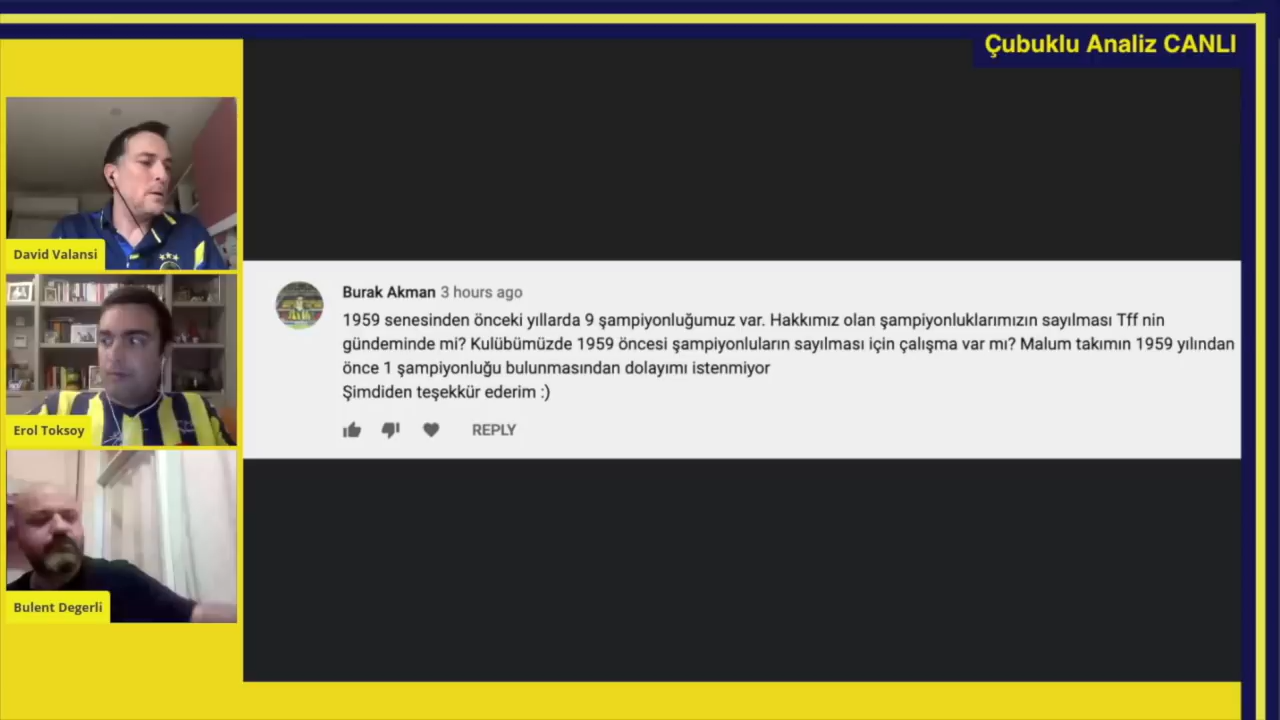 Çubuklu Analiz CANLI
David Valansi
Erol Toksoy
Bulent Degerli
Burak Akman 3 hours ago
1959 senesinden önceki yıllarda 9 şampiyonluğumuz var. Hakkımız olan şampiyonluklarımızın sayılması Tff nin
gündeminde mi? Kulübümüzde 1959 öncesi şampiyonluların sayılması için çalışma var mı? Malum takımın 1959 yılından
önce 1 şampiyonluğu bulunmasından dolayımı istenmiyor
Şimdiden teşekkür ederim :)
REPLY